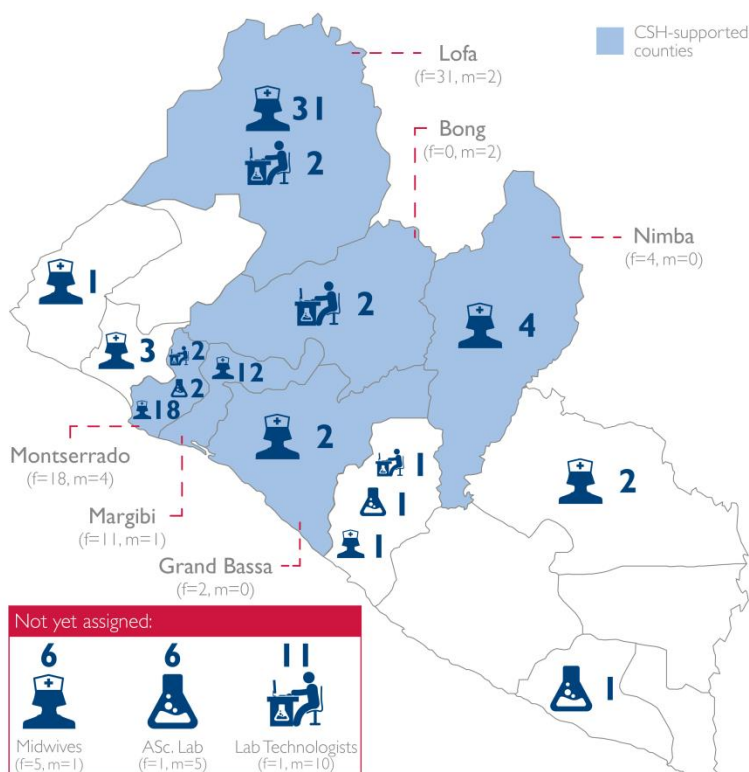 CSH-supported
counties
Lofa
(f=31, m=2)
31
2
Bong
(f=0, m=2)
Nimba
(f=4, m=0)
1
2
4
3
2
12
2
18
2
Montserrado
(f=18, m=4)
1
2
Margibi
(f=11, m=1)
1
1
Grand Bassa
(f=2, m=0)
Not yet assigned:
6
6
11
1
Midwives
(f=5, m=1)
ASc. Lab
(f=1, m=5)
Lab Technologists
(f=1, m=10)